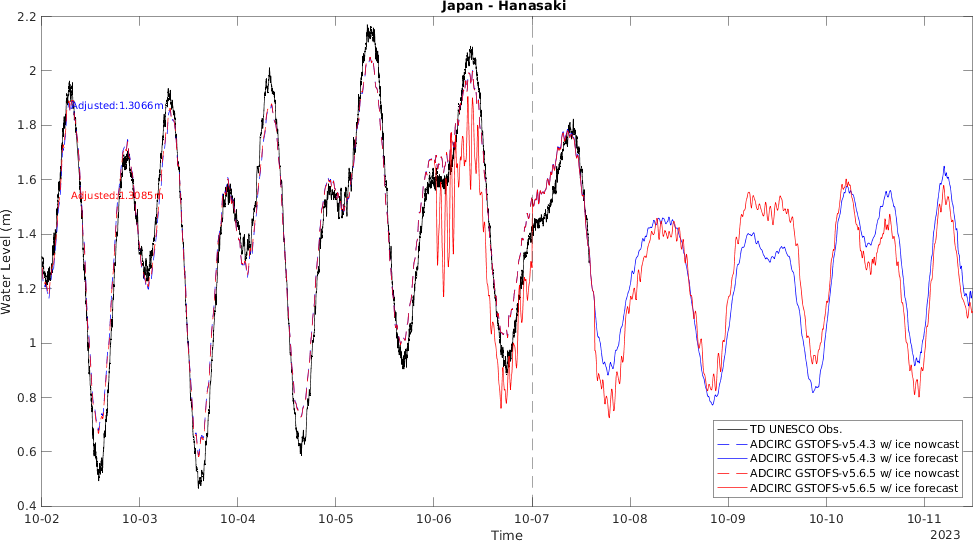 Japan - Hanasaki
2.2
2
1.8
1.6
1.4
1.2
1
0.8
0.6
0.4
Water Level (m)
Adjusted:1.3066m
Adjusted:1.3085m
TD UNESCO Obs.
ADCIRC GSTOFS-v5.4.3 w/ ice nowcast
ADCIRC GSTOFS-v5.4.3 w/ ice forecast
ADCIRC GSTOFS-v5.6.5 w/ ice nowcast
ADCIRC GSTOFS-v5.6.5 w/ ice forecast
10-02 10-03 10-04 10-05 10-06 10-07 10-08 10-09 10-10 10-11
Time
2023